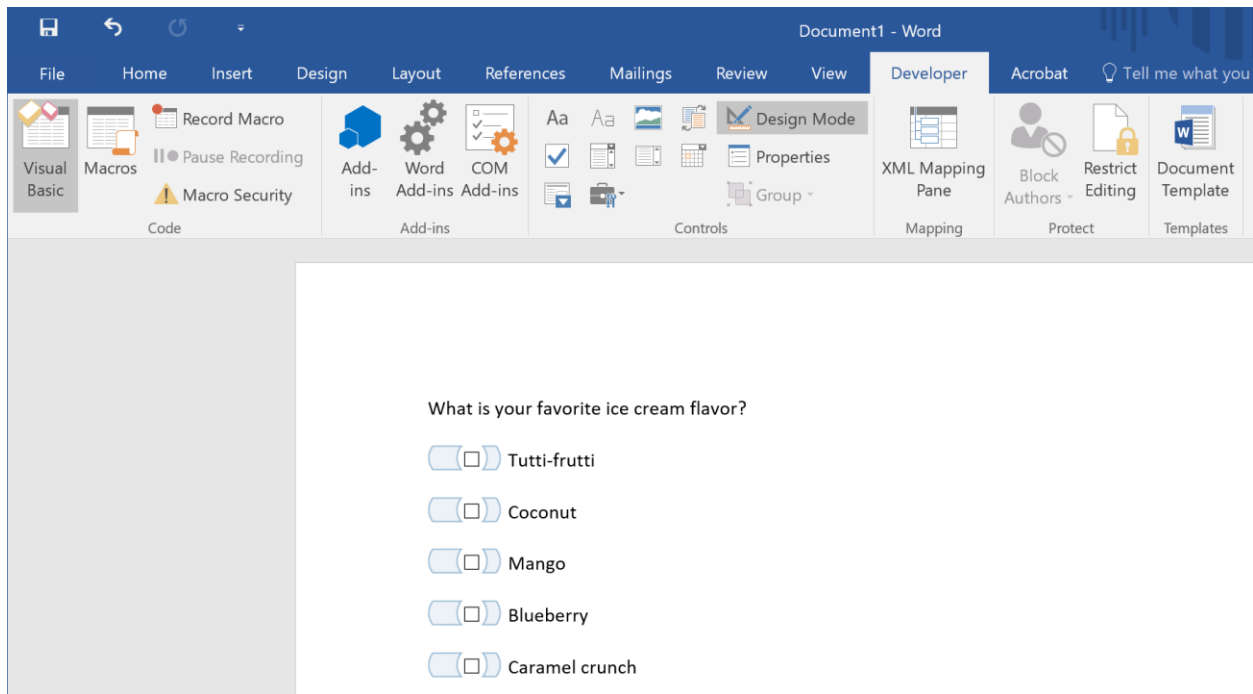 Document1 - Word
File Home Insert Design Layout References Mailings Review View Developer Acrobat Tell me what you
Visual Basic
Macros
Record Macro
Pause Recording
Macro Security
Code
Add-ins
Word Add-ins
COM Add-ins
Add-ins
Aa Aa
Design Mode
Properties
Group
Controls
XML Mapping Pane
Mapping
Block Authors
Restrict Editing
Protect
Document Template
W
Templates
What is your favorite ice cream flavor?
Tutti-frutti
Coconut
Mango
Blueberry
Caramel crunch